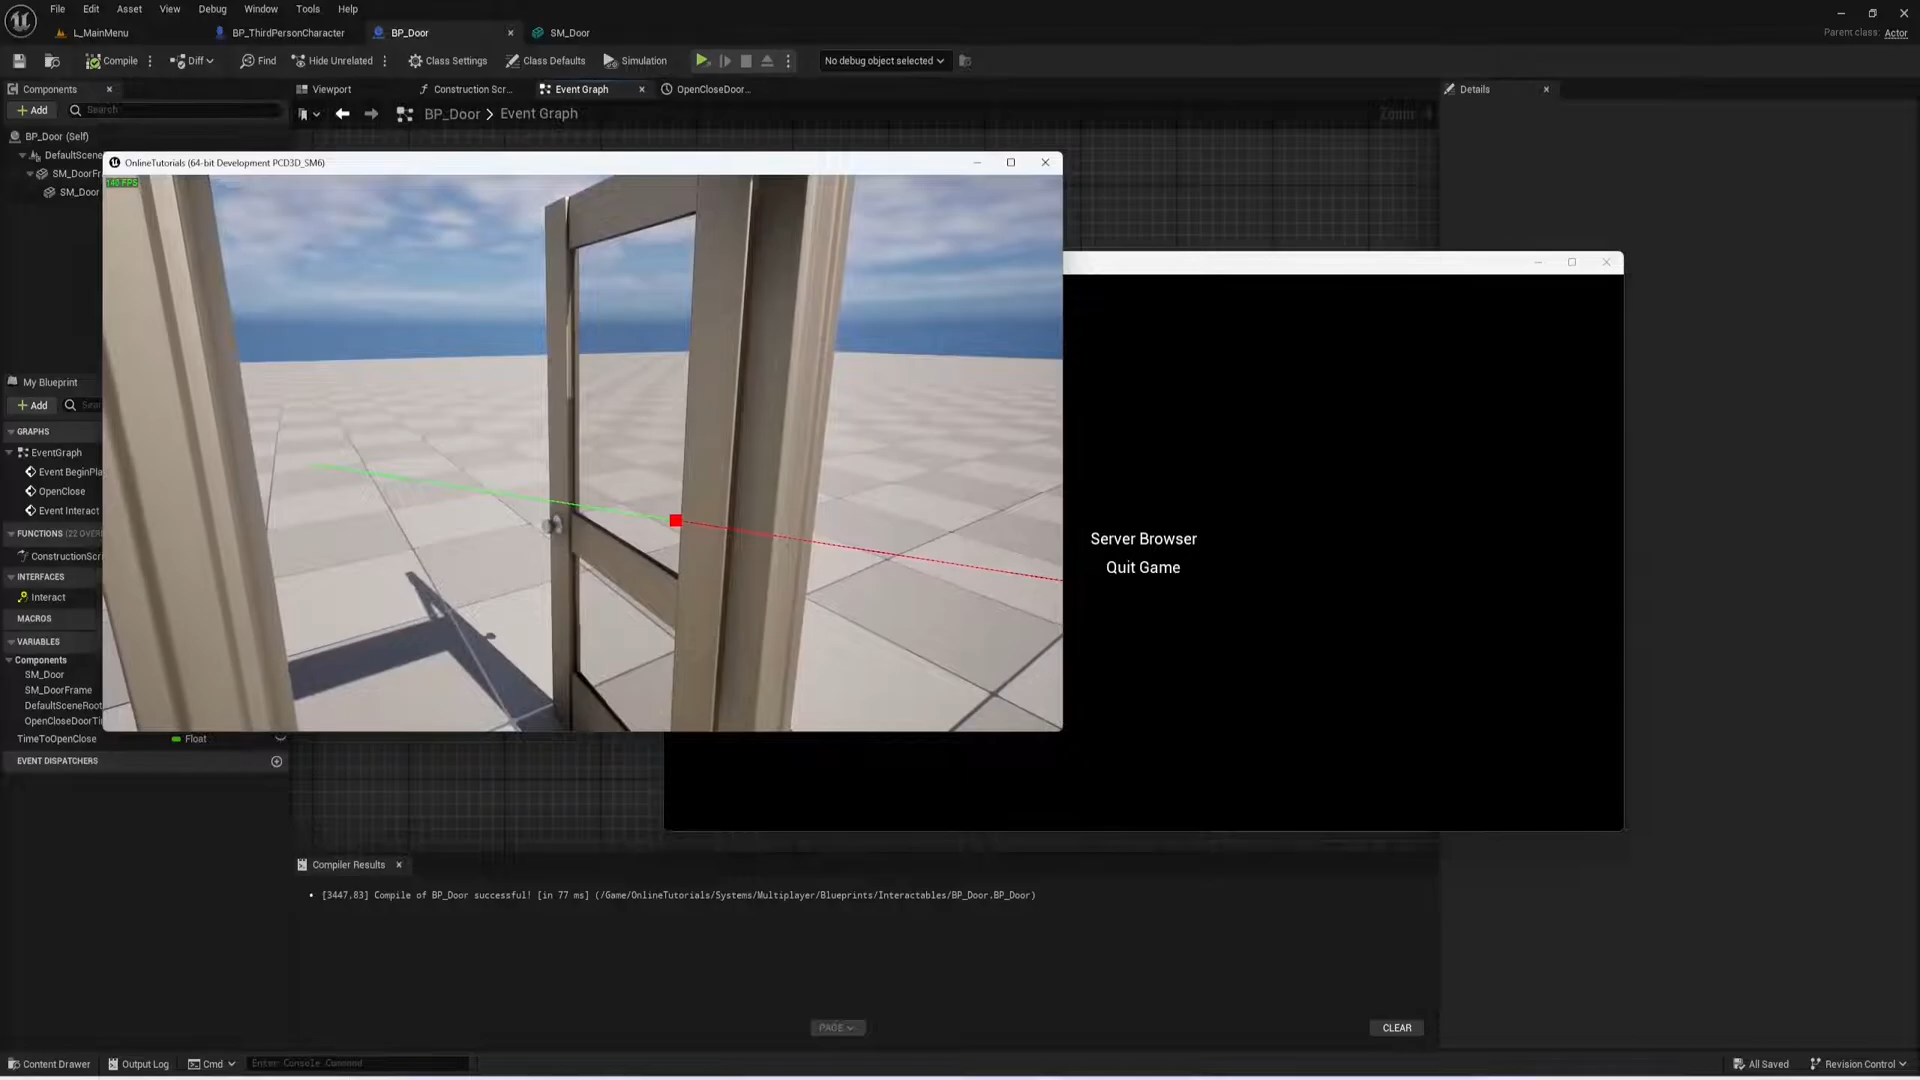 File Edit Asset View Debug Window Tools Help
L_MainMenu BP_ThirdPersonCharacter BP_Door SM_Door
Parent class: Actor
Compile Diff Find Hide Unrelated Class Settings Class Defaults Simulation No debug object selected
Components Viewport Construction Scr... Event Graph OpenCloseDoor... Details
Add Search BP_Door Event Graph
BP_Door (Self)
DefaultScene
SM_DoorFr
SM_Door
OnlineTutorials (64-bit Development PCD3D_SM6)
140 FPS
My Blueprint
Add
GRAPHS
EventGraph
Event BeginPla
OpenClose
Event Interact
FUNCTIONS
ConstructionScri
INTERFACES
Interact
MACROS
VARIABLES
Components
SM_Door
SM_DoorFrame
DefaultSceneRoot
OpenCloseDoorTi
TimeToOpenClose Float
EVENT DISPATCHERS
Server Browser
Quit Game
Compiler Results
[3447.83] Compile of BP_Door successful! [in 77 ms] (/Game/OnlineTutorials/Systems/Multiplayer/Blueprints/Interactables/BP_Door.BP_Door)
PAGE CLEAR
Content Drawer Output Log Cmd Enter Console Command All Saved Revision Control